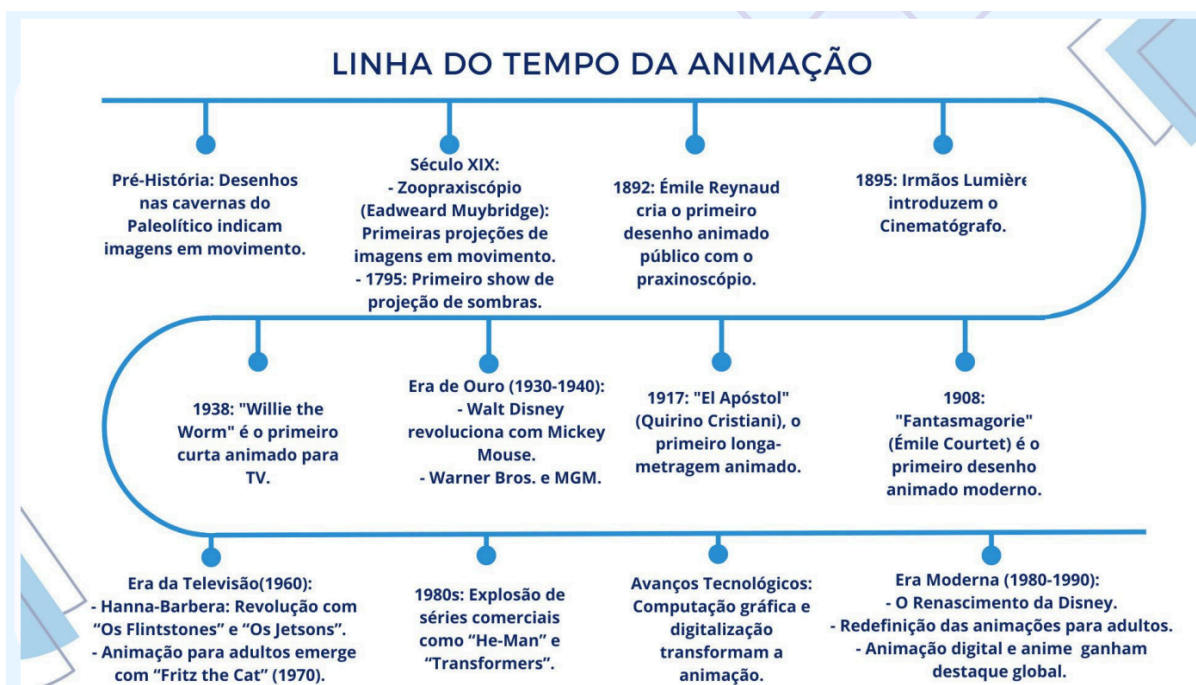 LINHA DO TEMPO DA ANIMAÇÃO
Pré-História: Desenhos
nas cavernas do
Paleolítico indicam
imagens em movimento.
Século XIX:
- Zoopraxiscópio
(Eadweard Muybridge):
Primeiras projeções de
imagens em movimento.
- 1795: Primeiro show de
projeção de sombras.
1892: Émile Reynaud
cria o primeiro
desenho animado
público com o
praxinoscópio.
1895: Irmãos Lumière
introduzem o
Cinematógrafo.
1908:
"Fantasmagorie"
(Émile Courtet) é o
primeiro desenho
animado moderno.
1917: "El Apóstol"
(Quirino Cristiani), o
primeiro longa-
metragem animado.
Era de Ouro (1930-1940):
- Walt Disney
revoluciona com Mickey
Mouse.
- Warner Bros. e MGM.
1938: "Willie the
Worm" é o primeiro
curta animado para
TV.
Era da Televisão(1960):
- Hanna-Barbera: Revolução com
“Os Flintstones” e “Os Jetsons”.
- Animação para adultos emerge
com “Fritz the Cat” (1970).
1980s: Explosão de
séries comerciais
como “He-Man” e
“Transformers”.
Avanços Tecnológicos:
Computação gráfica e
digitalização
transformam a
animação.
Era Moderna (1980-1990):
- O Renascimento da Disney.
- Redefinição das animações para adultos.
- Animação digital e anime ganham
destaque global.